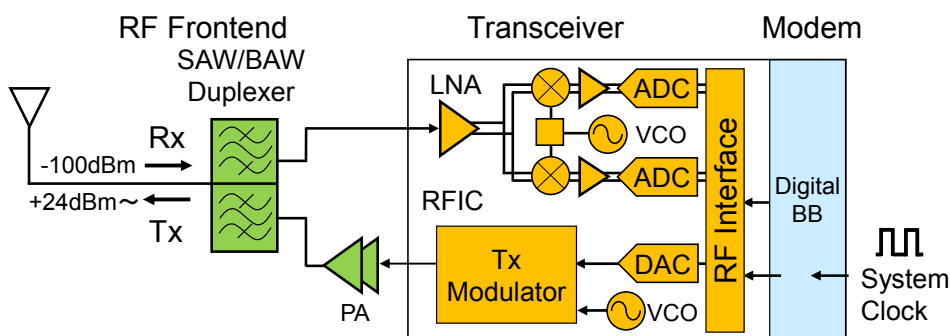 RF Frontend
Transceiver
Modem
SAW/BAW
Duplexer
LNA
ADC
Rx
VCO
-100dBm
+24dBm～
Tx
ADC
RFIC
RF Interface
Digital
BB
Tx
Modulator
DAC
VCO
PA
System
Clock